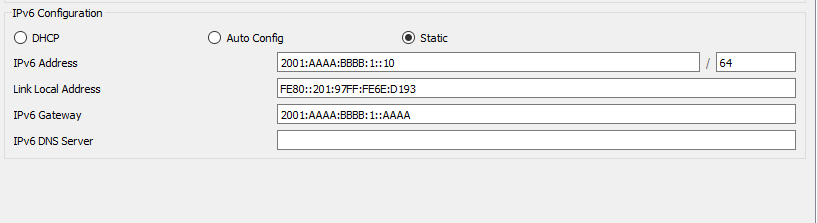 IPv6 Configuration
DHCP Auto Config Static
IPv6 Address 2001:AAAA:BBBB:1::10 / 64
Link Local Address FE80::201:97FF:FE6E:D193
IPv6 Gateway 2001:AAAA:BBBB:1::AAAA
IPv6 DNS Server